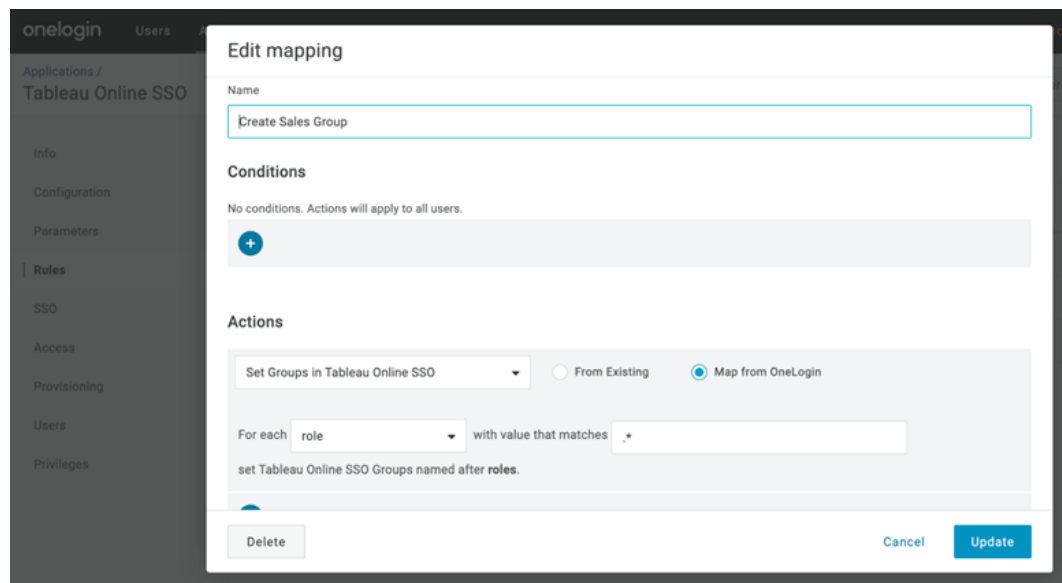 onelogin
Users
A
Applications /
Tableau Online SSO
Info
Configuration
Parameters
Rules
SSO
Access
Provisioning
Users
Privileges
Edit mapping
Name
Create Sales Group
Conditions
No conditions. Actions will apply to all users.
+
Actions
Set Groups in Tableau Online SSO From Existing Map from OneLogin
For each role with value that matches .*
set Tableau Online SSO Groups named after roles.
Delete Cancel Update